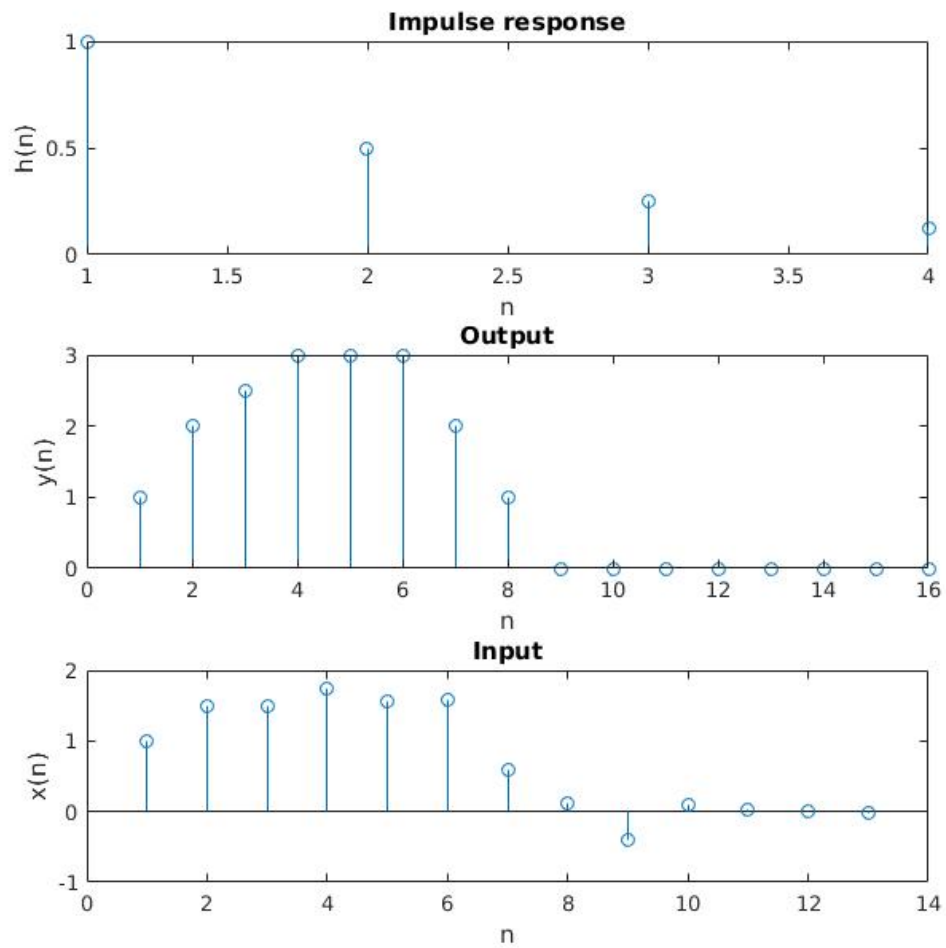 Impulse response
h(n)
1
0.5
0
1 1.5 2 2.5 3 3.5 4
n
Output
y(n)
3
2
1
0
0 2 4 6 8 10 12 14 16
n
Input
x(n)
2
1
0
-1
0 2 4 6 8 10 12 14
n